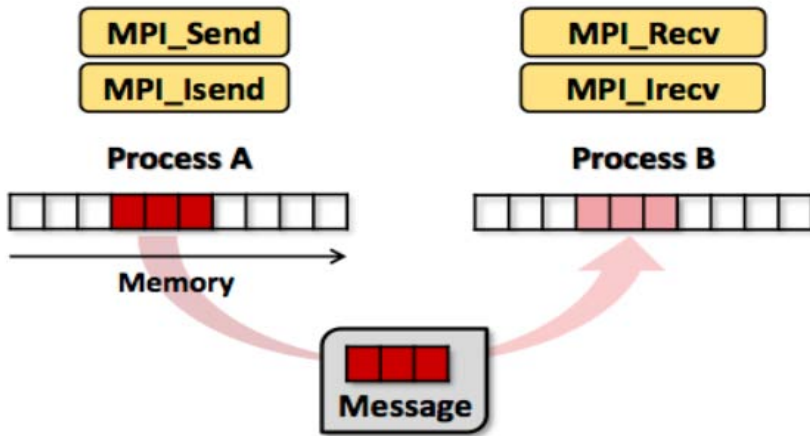 MPI_Send
MPI_Recv
MPI_Isend
MPI_Irecv
Process A
Process B
Memory
Message